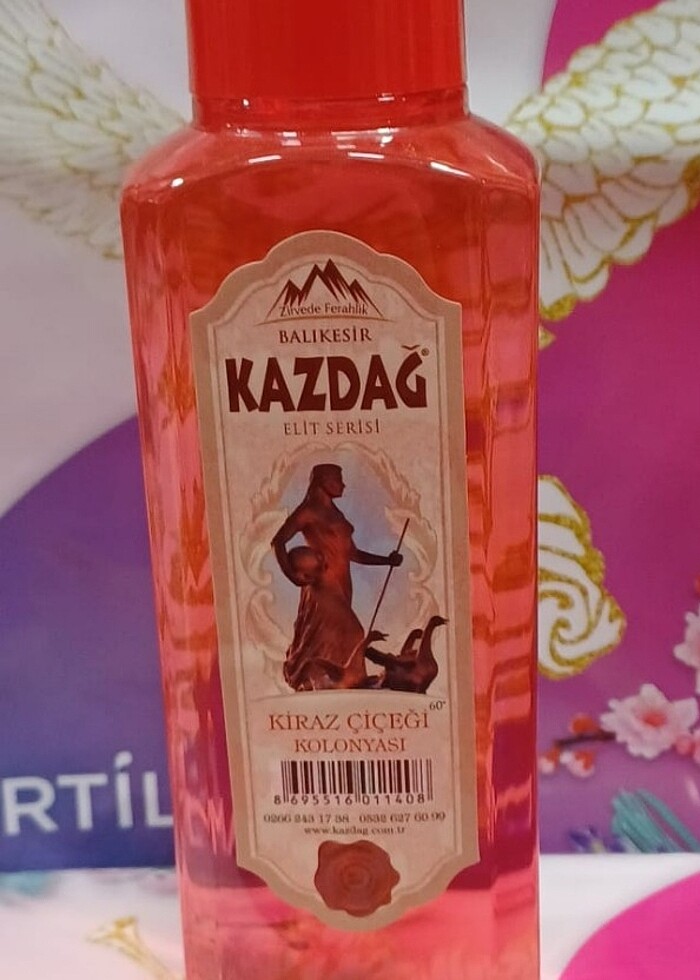 Zirvede Ferahlık
BALIKESİR
KAZDAĞ®
ELİT SERİSİ
60°
KİRAZ ÇİÇEĞİ
KOLONYASI
8 695516 011408
0266 243 17 38 - 0532 627 60 99
www.kazdag.com.tr
RTİL